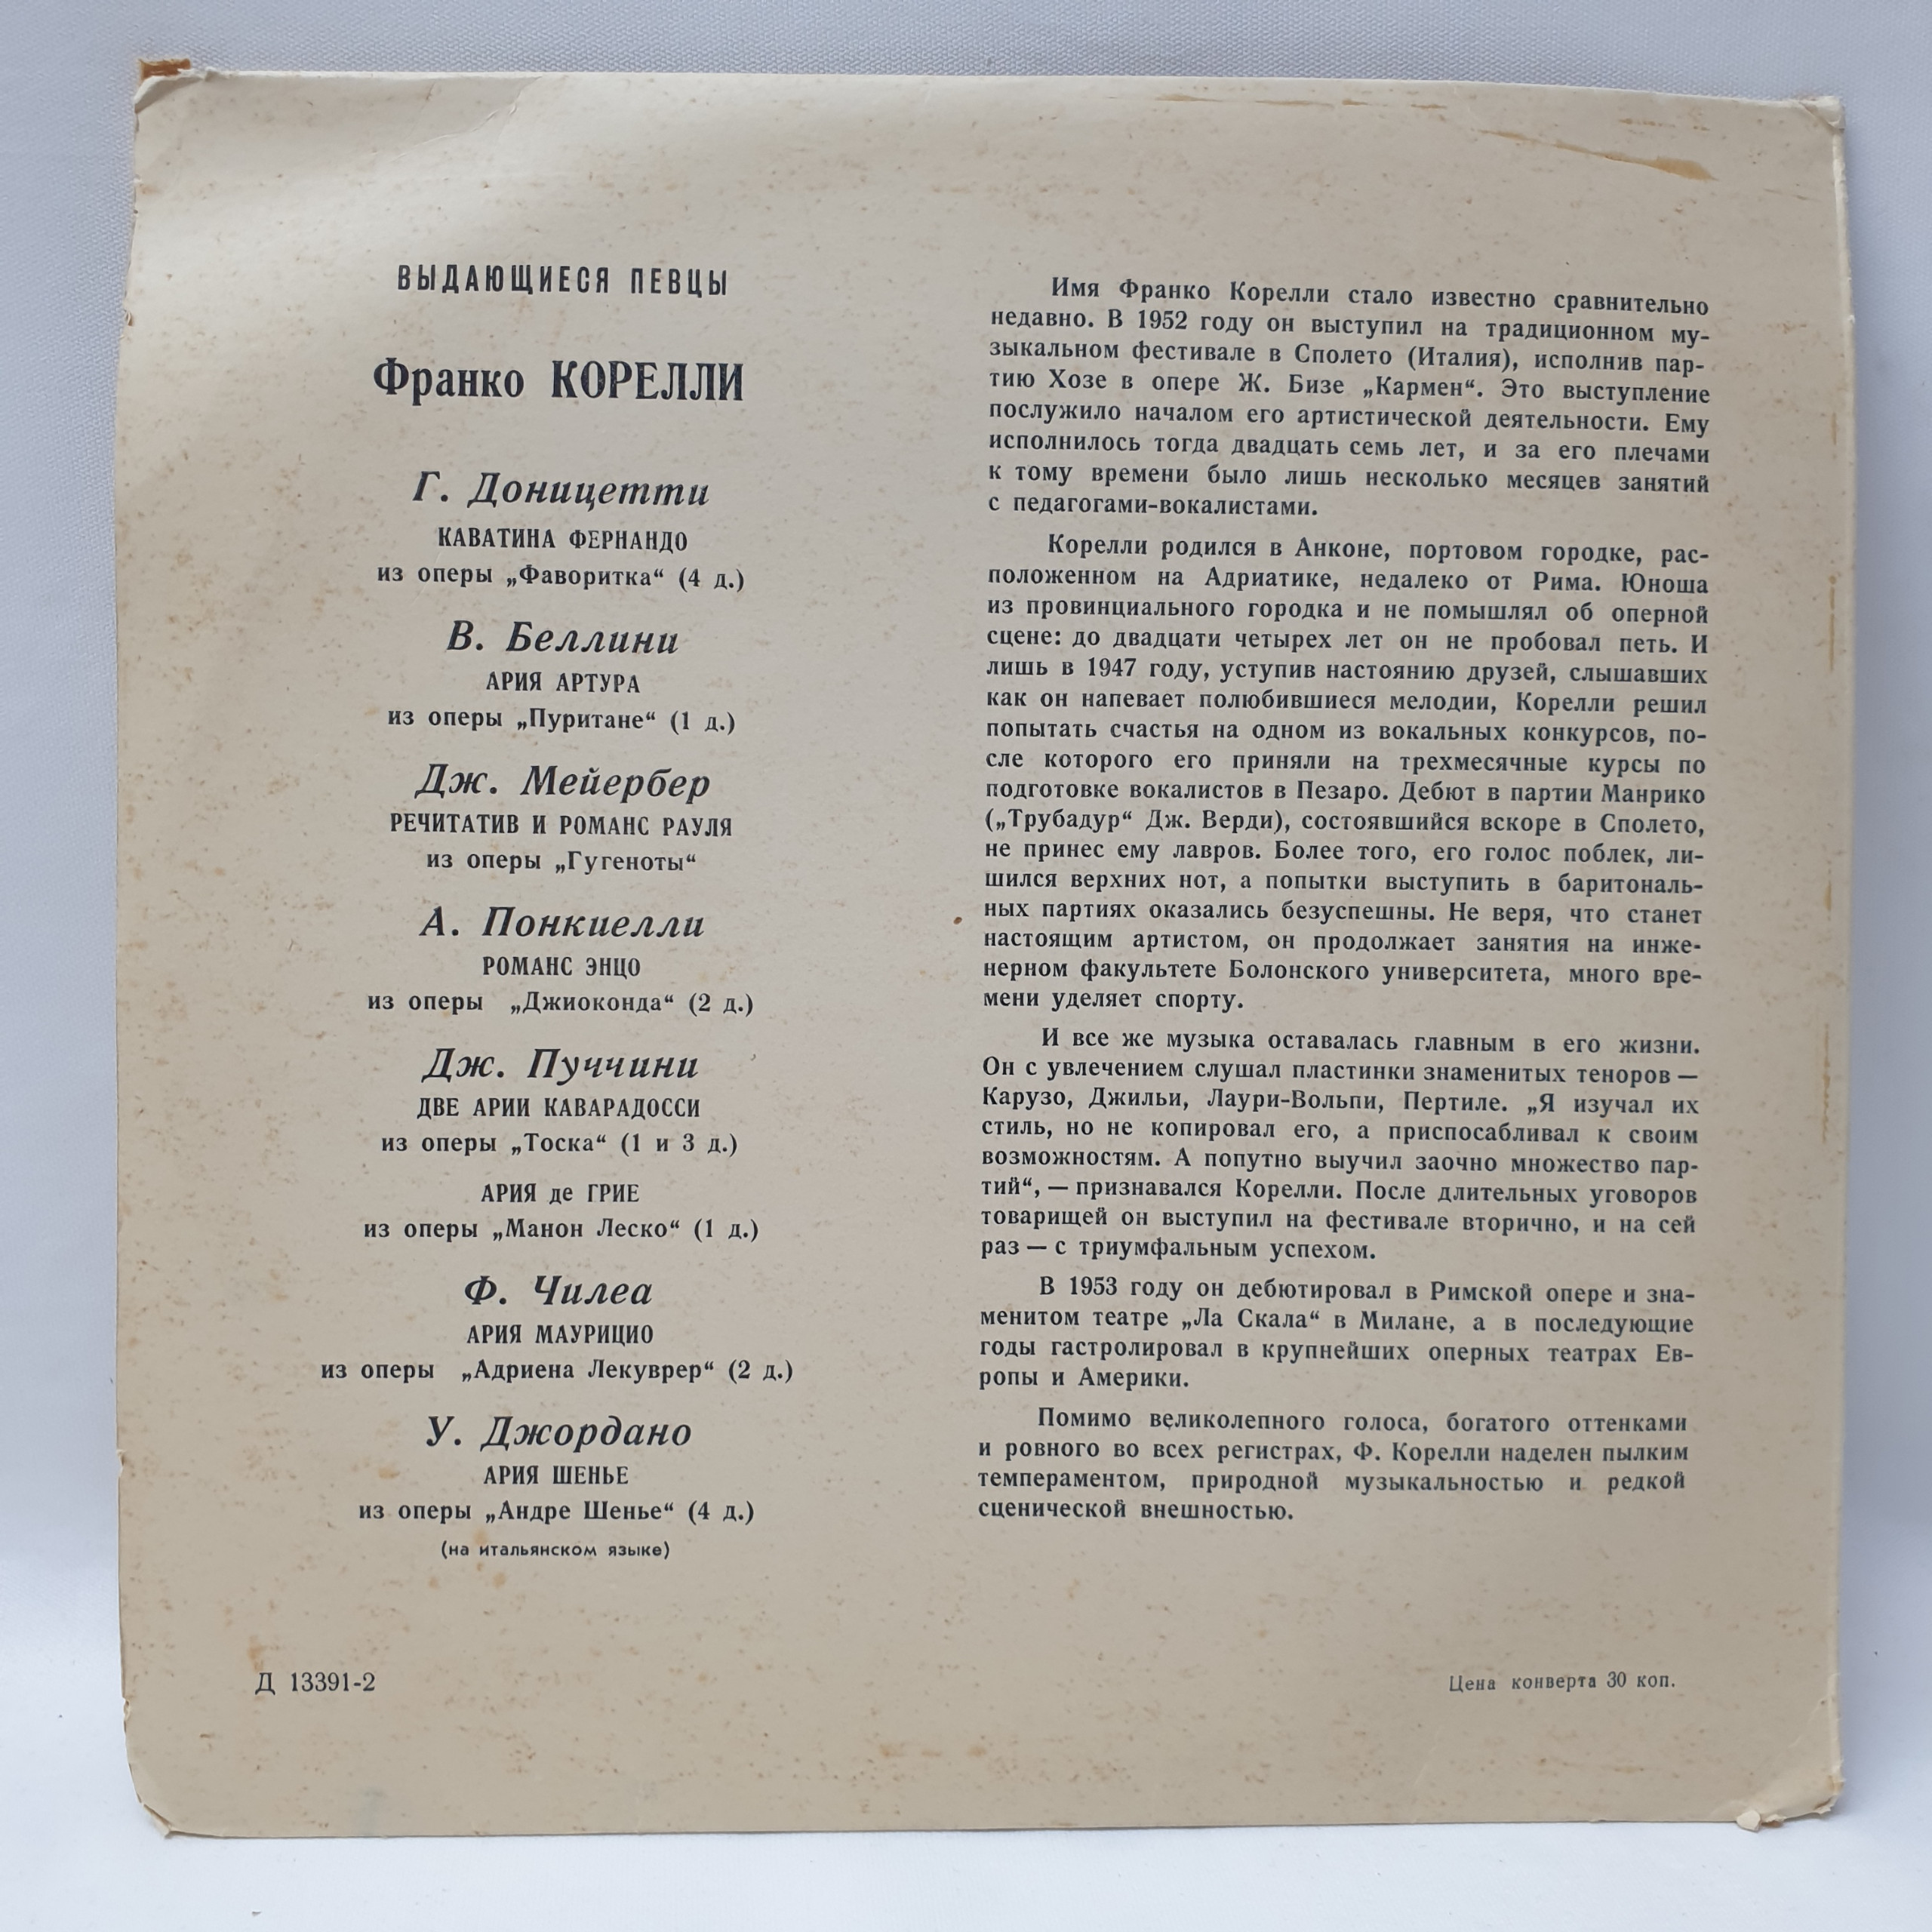 ВЫДАЮЩИЕСЯ ПЕВЦЫ
Франко КОРЕЛЛИ
Г. Доницетти
КАВАТИНА ФЕРНАНДО
из оперы „Фаворитка“ (4 д.)
В. Беллини
АРИЯ АРТУРА
из оперы „Пуритане“ (1 д.)
Дж. Мейербер
РЕЧИТАТИВ И РОМАНС РАУЛЯ
из оперы „Гугеноты“
А. Понкиелли
РОМАНС ЭНЦО
из оперы „Джиоконда“ (2 д.)
Дж. Пуччини
ДВЕ АРИИ КАВАРАДОССИ
из оперы „Тоска“ (1 и 3 д.)
АРИЯ де ГРИЕ
из оперы „Манон Леско“ (1 д.)
Ф. Чилеа
АРИЯ МАУРИЦИО
из оперы „Адриена Лекуврер“ (2 д.)
У. Джордано
АРИЯ ШЕНЬЕ
из оперы „Андре Шенье“ (4 д.)
(на итальянском языке)
Д 13391-2
Имя Франко Корелли стало известно сравнительно
недавно. В 1952 году он выступил на традиционном му-
зыкальном фестивале в Сполето (Италия), исполнив пар-
тию Хозе в опере Ж. Бизе „Кармен“. Это выступление
послужило началом его артистической деятельности. Ему
исполнилось тогда двадцать семь лет, и за его плечами
к тому времени было лишь несколько месяцев занятий
с педагогами-вокалистами.
Корелли родился в Анконе, портовом городке, рас-
положенном на Адриатике, недалеко от Рима. Юноша
из провинциального городка и не помышлял об оперной
сцене: до двадцати четырех лет он не пробовал петь. И
лишь в 1947 году, уступив настоянию друзей, слышавших
как он напевает полюбившиеся мелодии, Корелли решил
попытать счастья на одном из вокальных конкурсов, по-
сле которого его приняли на трехмесячные курсы по
подготовке вокалистов в Пезаро. Дебют в партии Манрико
(„Трубадур“ Дж. Верди), состоявшийся вскоре в Сполето,
не принес ему лавров. Более того, его голос поблек, ли-
шился верхних нот, а попытки выступить в баритональ-
ных партиях оказались безуспешны. Не веря, что станет
настоящим артистом, он продолжает занятия на инже-
нерном факультете Болонского университета, много вре-
мени уделяет спорту.
И все же музыка оставалась главным в его жизни.
Он с увлечением слушал пластинки знаменитых теноров —
Карузо, Джильи, Лаури-Вольпи, Пертиле. „Я изучал их
стиль, но не копировал его, а приспосабливал к своим
возможностям. А попутно выучил заочно множество пар-
тий“, — признавался Корелли. После длительных уговоров
товарищей он выступил на фестивале вторично, и на сей
раз — с триумфальным успехом.
В 1953 году он дебютировал в Римской опере и зна-
менитом театре „Ла Скала“ в Милане, а в последующие
годы гастролировал в крупнейших оперных театрах Ев-
ропы и Америки.
Помимо великолепного голоса, богатого оттенками
и ровного во всех регистрах, Ф. Корелли наделен пылким
темпераментом, природной музыкальностью и редкой
сценической внешностью.
Цена конверта 30 коп.